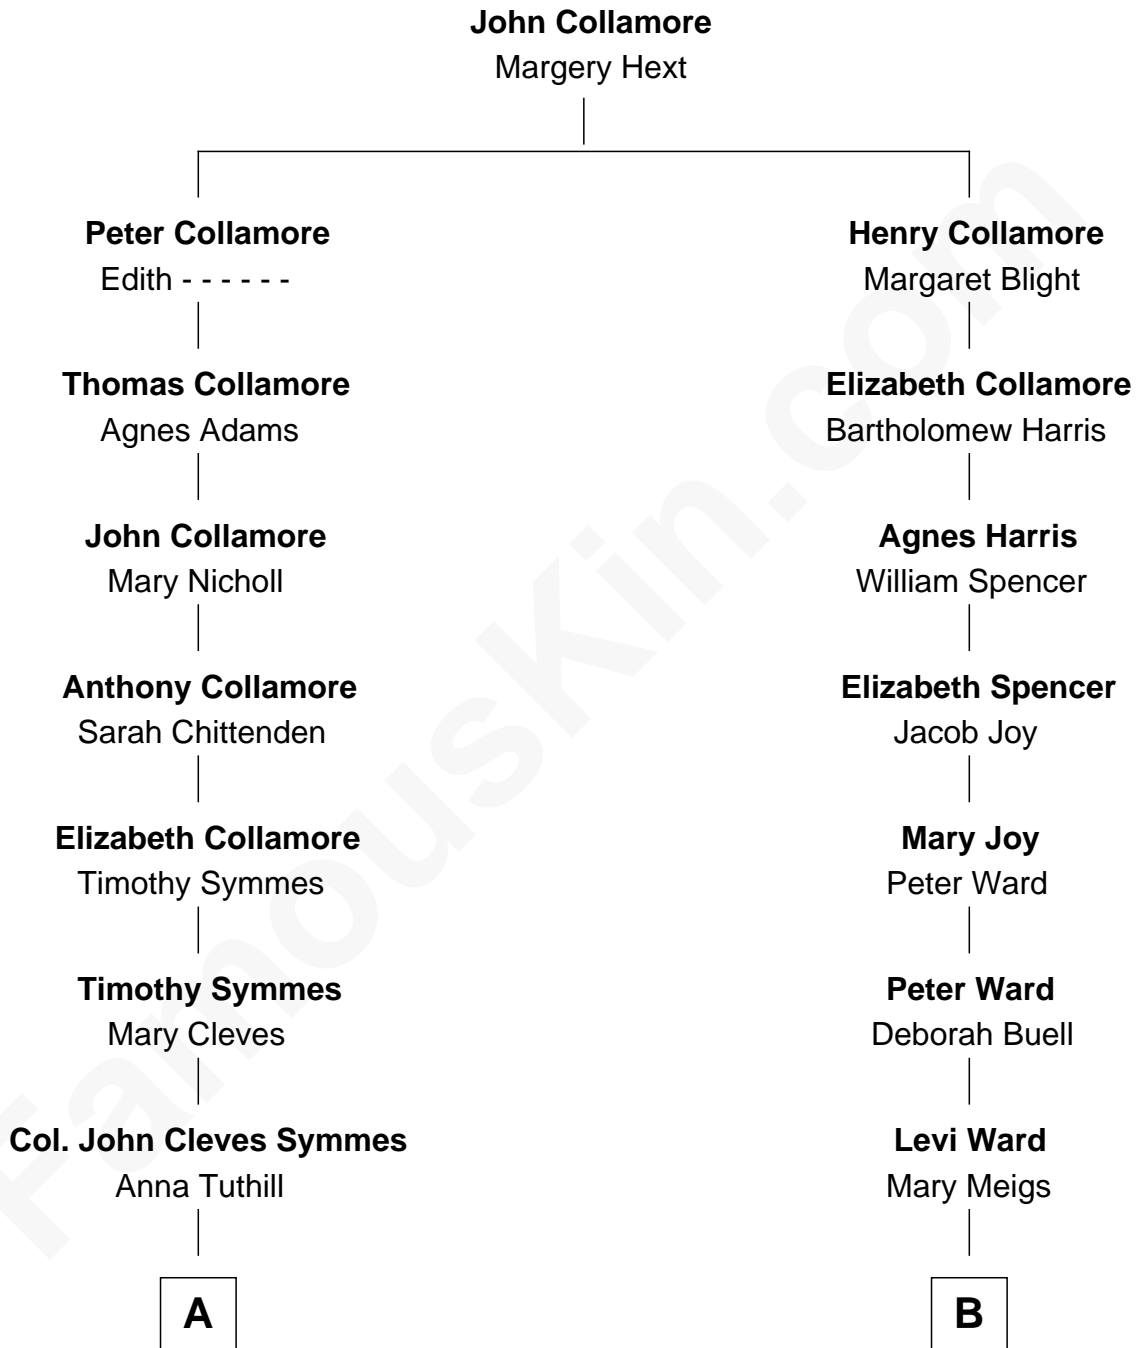 John Collamore
Margery Hext
Peter Collamore
Edith - - - - - -
Henry Collamore
Margaret Blight
Thomas Collamore
Agnes Adams
Elizabeth Collamore
Bartholomew Harris
John Collamore
Mary Nicholl
Agnes Harris
William Spencer
Anthony Collamore
Sarah Chittenden
Elizabeth Spencer
Jacob Joy
Elizabeth Collamore
Timothy Symmes
Mary Joy
Peter Ward
Timothy Symmes
Mary Cleves
Peter Ward
Deborah Buell
Col. John Cleves Symmes
Anna Tuthill
Levi Ward
Mary Meigs
A
B
FamousKin.com